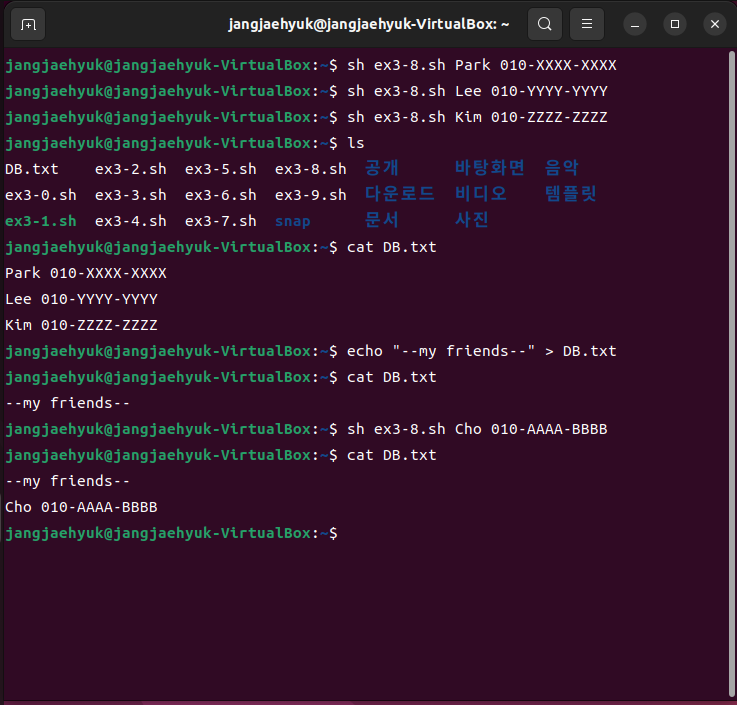 jangjaehyuk@jangjaehyuk-VirtualBox: ~
jangjaehyuk@jangjaehyuk-VirtualBox:~$ sh ex3-8.sh Park 010-XXXX-XXXX
jangjaehyuk@jangjaehyuk-VirtualBox:~$ sh ex3-8.sh Lee 010-YYYY-YYYY
jangjaehyuk@jangjaehyuk-VirtualBox:~$ sh ex3-8.sh Kim 010-ZZZZ-ZZZZ
jangjaehyuk@jangjaehyuk-VirtualBox:~$ ls
DB.txt ex3-2.sh ex3-5.sh ex3-8.sh 공개 바탕화면 음악
ex3-0.sh ex3-3.sh ex3-6.sh ex3-9.sh 다운로드 비디오 템플릿
ex3-1.sh ex3-4.sh ex3-7.sh snap 문서 사진
jangjaehyuk@jangjaehyuk-VirtualBox:~$ cat DB.txt
Park 010-XXXX-XXXX
Lee 010-YYYY-YYYY
Kim 010-ZZZZ-ZZZZ
jangjaehyuk@jangjaehyuk-VirtualBox:~$ echo "--my friends--" > DB.txt
jangjaehyuk@jangjaehyuk-VirtualBox:~$ cat DB.txt
--my friends--
jangjaehyuk@jangjaehyuk-VirtualBox:~$ sh ex3-8.sh Cho 010-AAAA-BBBB
jangjaehyuk@jangjaehyuk-VirtualBox:~$ cat DB.txt
--my friends--
Cho 010-AAAA-BBBB
jangjaehyuk@jangjaehyuk-VirtualBox:~$